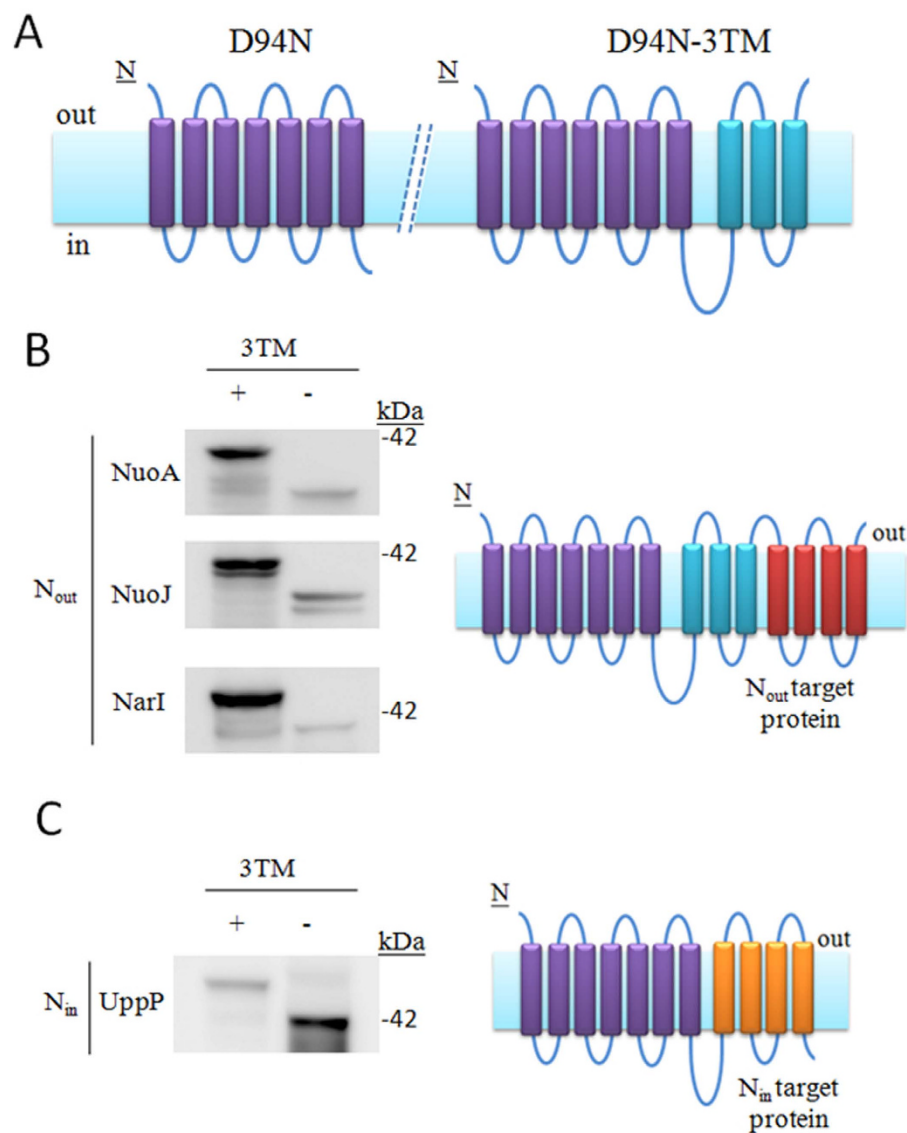 A
D94N
D94N-3TM
N
N
out
in
B
3TM
+ -
kDa
-42
NuoA
-42
Nout
NuoJ
NarI
-42
N
out
Nout target
protein
C
3TM
+ -
kDa
Nin
UppP
-42
N
out
Nin target
protein